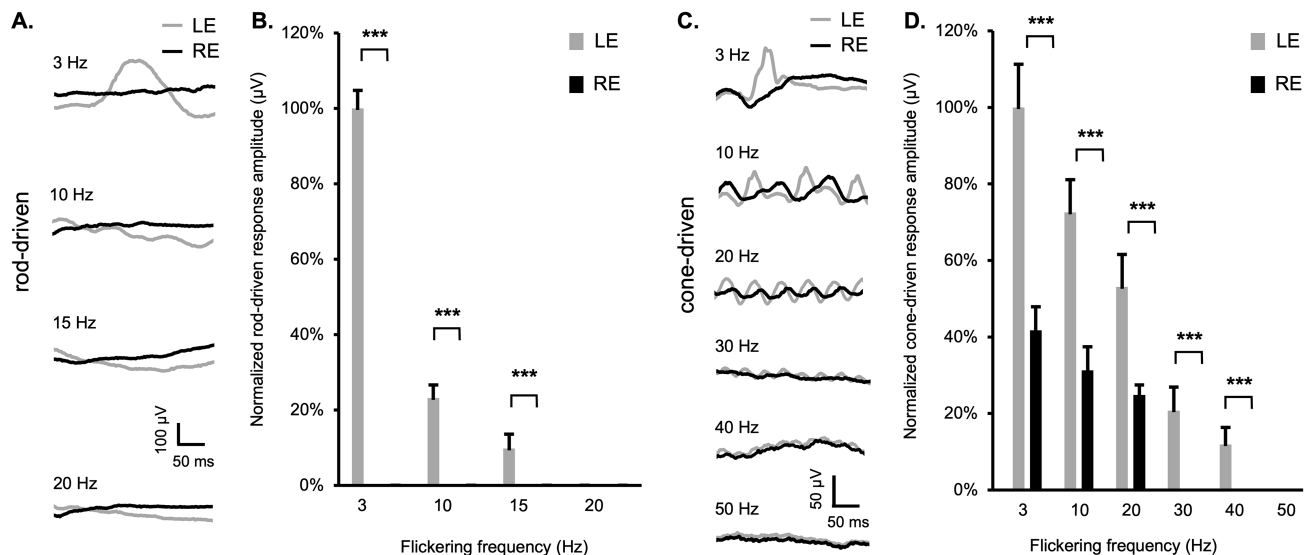 A.
LE
RE
3 Hz
10 Hz
15 Hz
100 µV
50 ms
20 Hz
rod-driven
B.
Normalized rod-driven response amplitude (µV)
120%
100%
80%
60%
40%
20%
0%
***
***
***
LE
RE
3 10 15 20
Flickering frequency (Hz)
C.
LE
RE
3 Hz
10 Hz
20 Hz
30 Hz
40 Hz
50 Hz
50 µV
50 ms
cone-driven
D.
Normalized cone-driven response amplitude (µV)
120%
100%
80%
60%
40%
20%
0%
***
***
***
***
***
LE
RE
3 10 20 30 40 50
Flickering frequency (Hz)